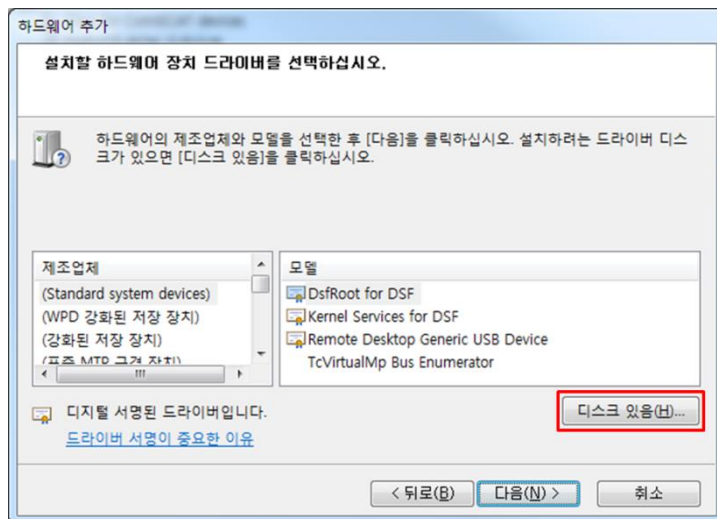 하드웨어 추가
설치할 하드웨어 장치 드라이버를 선택하십시오.
하드웨어의 제조업체와 모델을 선택한 후 [다음]을 클릭하십시오. 설치하려는 드라이버 디스
크가 있으면 [디스크 있음]을 클릭하십시오.
제조업체
(Standard system devices)
(WPD 강화된 저장 장치)
(강화된 저장 장치)
(표준 MTP 규격 장치)
모델
DsfRoot for DSF
Kernel Services for DSF
Remote Desktop Generic USB Device
TcVirtualMp Bus Enumerator
디지털 서명된 드라이버입니다.
드라이버 서명이 중요한 이유
디스크 있음(H)...
< 뒤로(B)
다음(N) >
취소